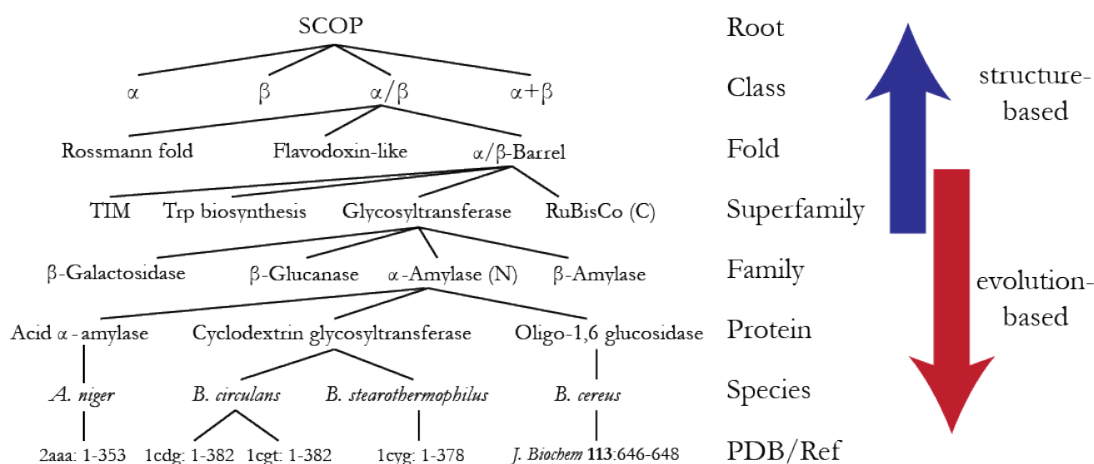 SCOP Root
α β α/β α+β Class
structure-
based
Rossmann fold Flavodoxin-like α/β-Barrel Fold
TIM Trp biosynthesis Glycosyltransferase RuBisCo (C) Superfamily
β-Galactosidase β-Glucanase α-Amylase (N) β-Amylase Family
evolution-
based
Acid α-amylase Cyclodextrin glycosyltransferase Oligo-1,6 glucosidase Protein
A. niger B. circulans B. stearothermophilus B. cereus Species
2aaa: 1-353 1cdg: 1-382 1cgt: 1-382 1cyg: 1-378 J. Biochem 113:646-648 PDB/Ref